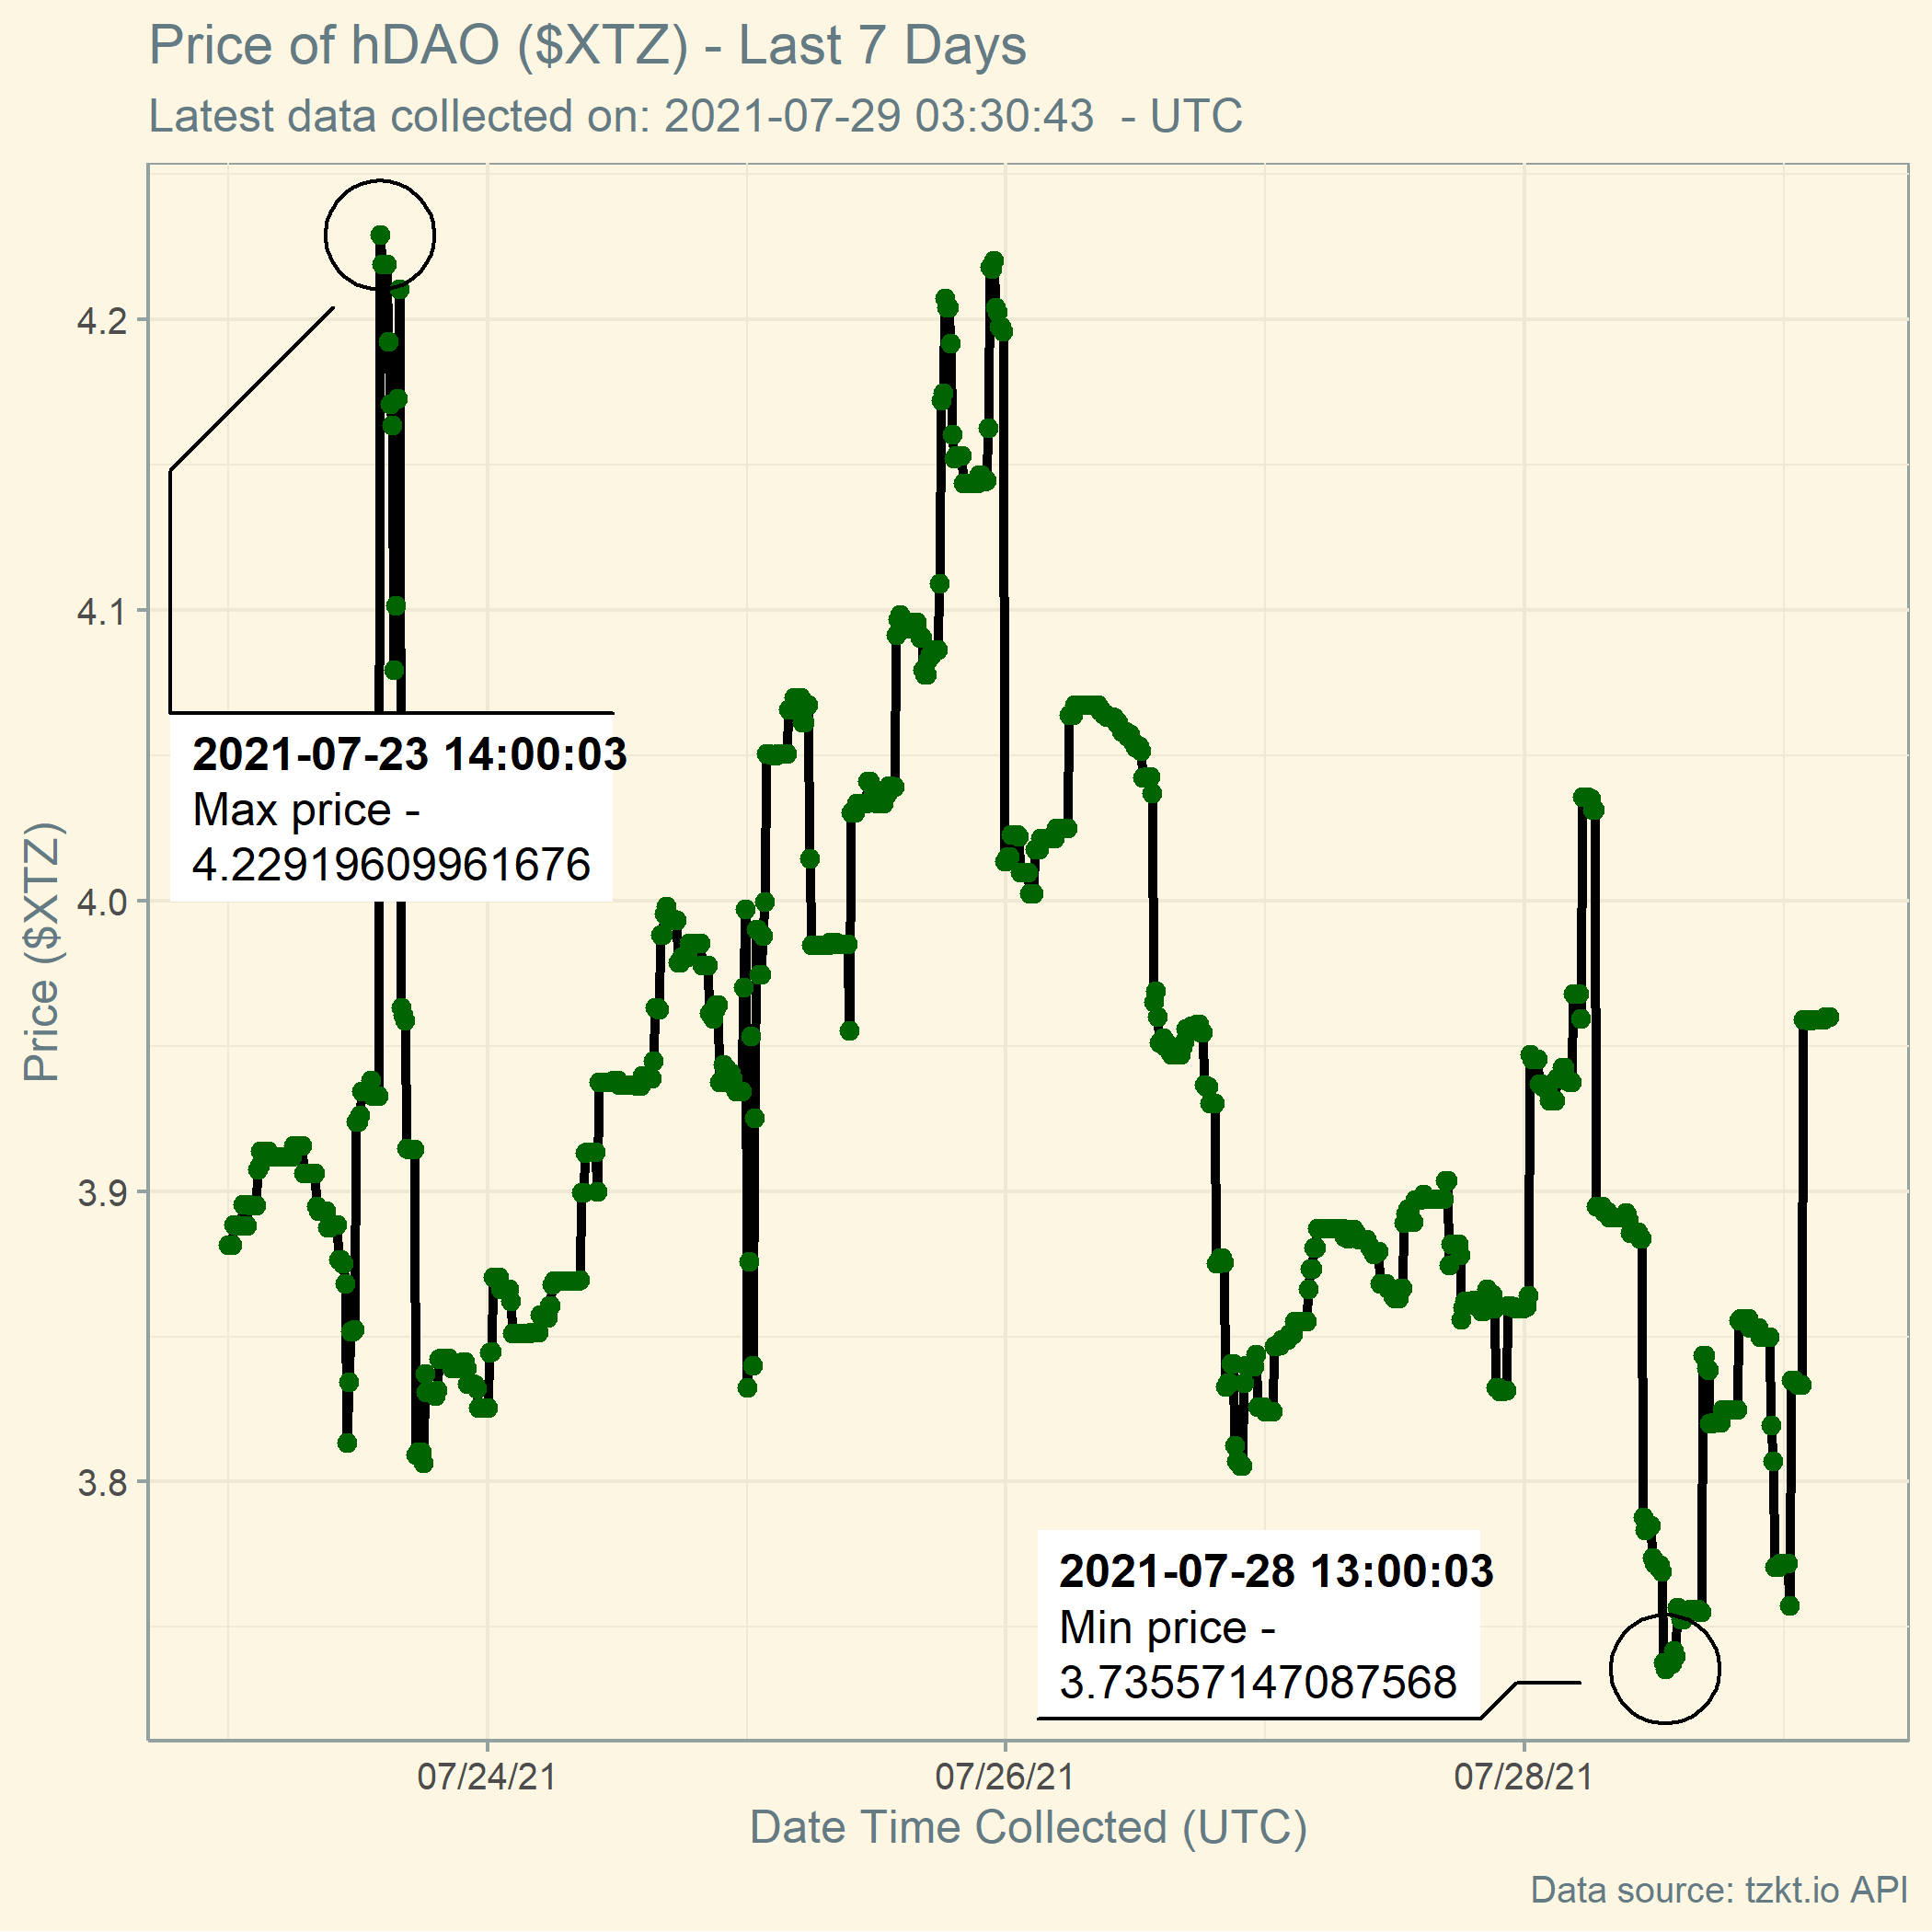 Price of hDAO ($XTZ) - Last 7 Days
Latest data collected on: 2021-07-29 03:30:43  - UTC
Price ($XTZ)
4.2
4.1
4.0
3.9
3.8
2021-07-23 14:00:03
Max price -
4.22919609961676
2021-07-28 13:00:03
Min price -
3.73557147087568
07/24/21
07/26/21
07/28/21
Date Time Collected (UTC)
Data source: tzkt.io API